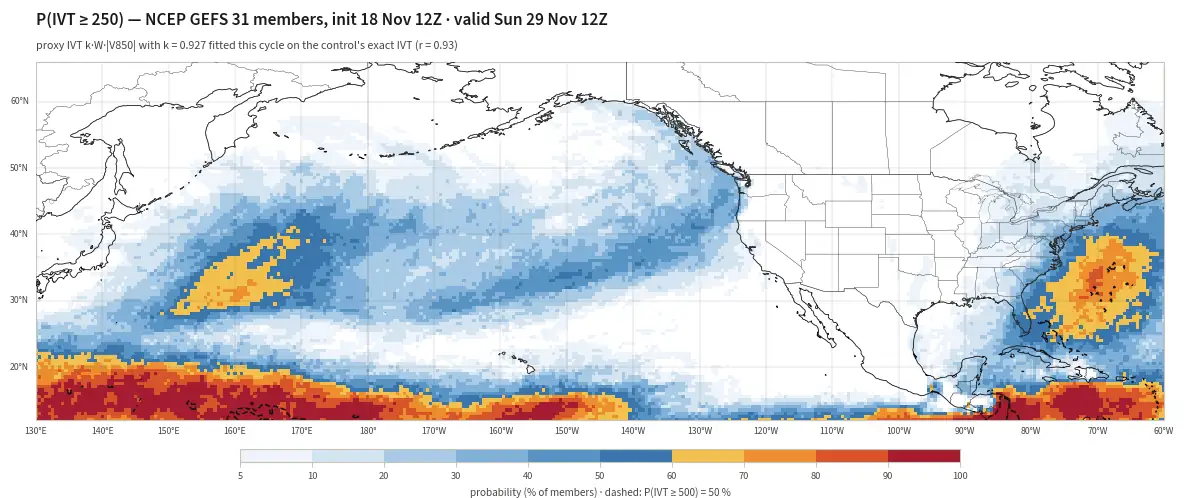 P(IVT ≥ 250) — NCEP GEFS 31 members, init 18 Nov 12Z · valid Sun 29 Nov 12Z
proxy IVT k·W·|V850| with k = 0.927 fitted this cycle on the control's exact IVT (r = 0.93)
60°N
50°N
40°N
30°N
20°N
130°E 140°E 150°E 160°E 170°E 180° 170°W 160°W 150°W 140°W 130°W 120°W 110°W 100°W 90°W 80°W 70°W 60°W
5 10 20 30 40 50 60 70 80 90 100
probability (% of members) · dashed: P(IVT ≥ 500) = 50 %